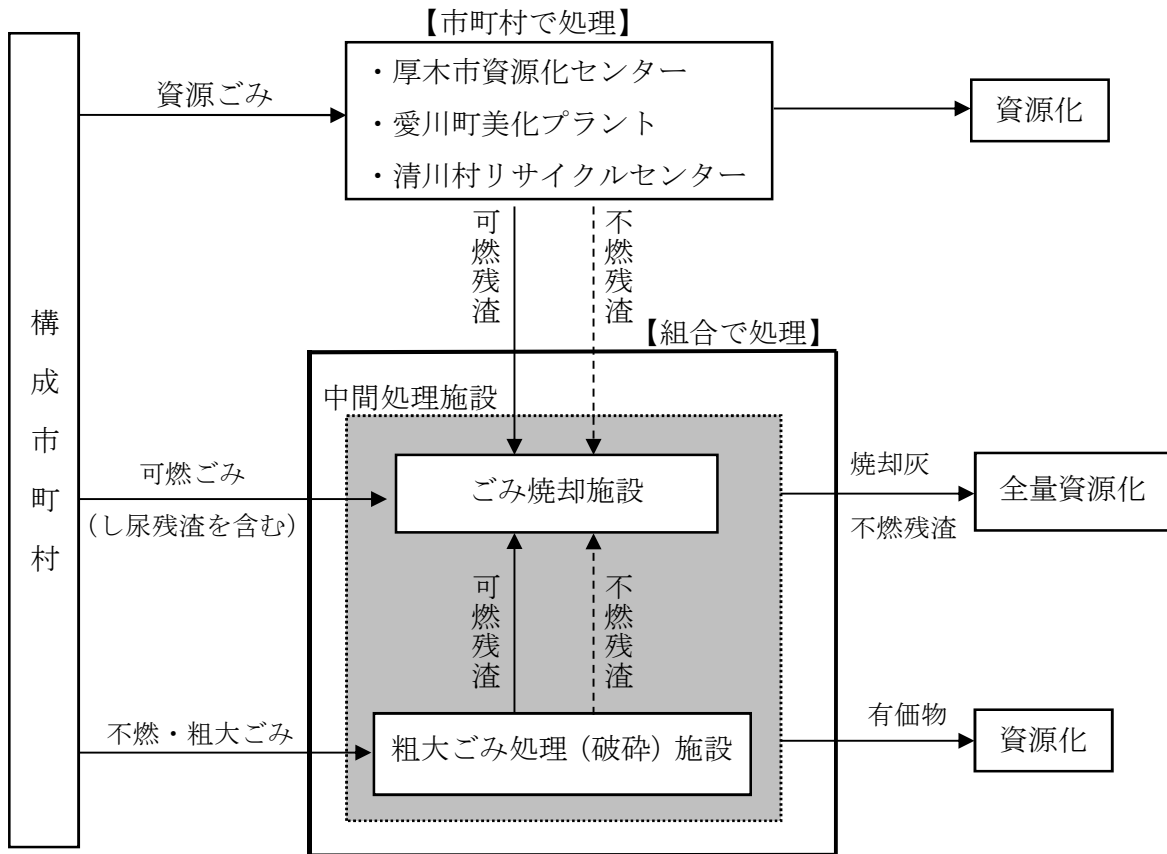 【市町村で処理】
・厚木市資源化センター
・愛川町美化プラント
・清川村リサイクルセンター
資源ごみ
資源化
可燃残渣
不燃残渣
構成市町村
【組合で処理】
中間処理施設
可燃ごみ
(し尿残渣を含む)
ごみ焼却施設
焼却灰
不燃残渣
全量資源化
可燃残渣
不燃残渣
不燃・粗大ごみ
粗大ごみ処理(破砕)施設
有価物
資源化